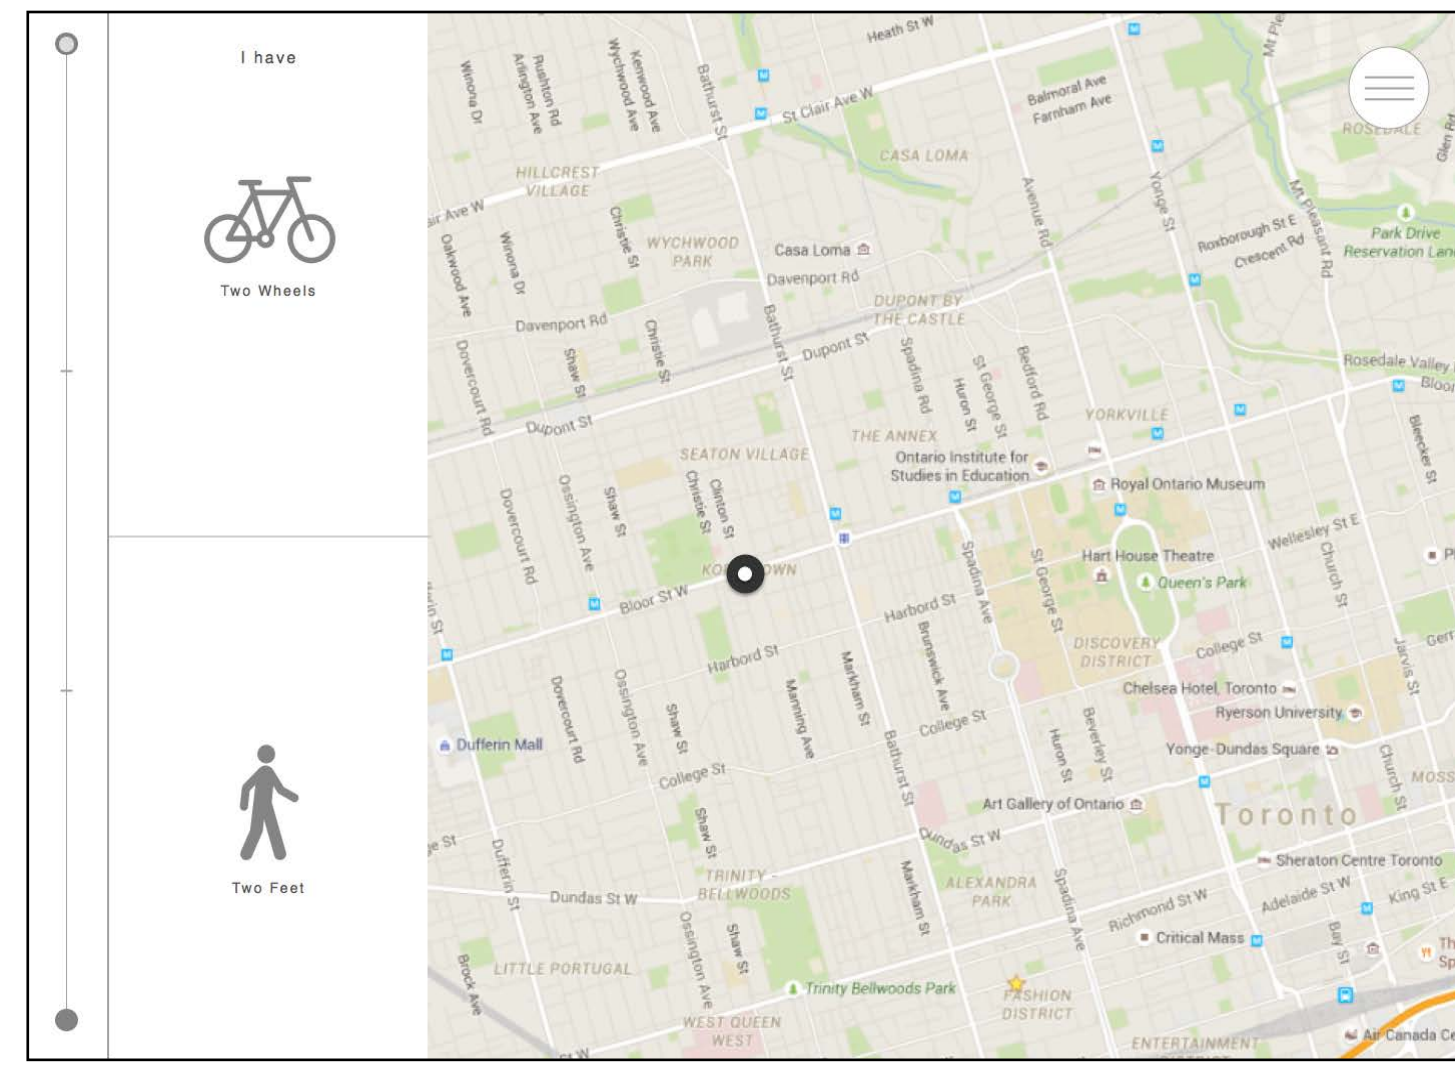 I have
Two Wheels
Two Feet
Heath St W
Winona Dr
Rushton Rd
Arlington Ave
Kenwood Ave
Wychwood Ave
Bathurst St
St Clair Ave W
Balmoral Ave
Farnham Ave
ROSEDALE
Glen Rd
CASA LOMA
HILLCREST
VILLAGE
Yonge St
Avenue Rd
Mt Pleasant Rd
Oakwood Ave
Winona Dr
Christie St
WYCHWOOD
PARK
Casa Loma
Davenport Rd
Roxborough St E
Crescent Rd
Park Drive
DUPONT BY
THE CASTLE
Davenport Rd
Christie St
Bathurst St
Dupont St
Shaw St
Dovercourt Rd
Spadina Rd
Huron St
St George St
Bedford Rd
Rosedale Valley
YORKVILLE
Dupont St
THE ANNEX
SEATON VILLAGE
Ontario Institute for
Studies in Education
Royal Ontario Museum
Bleecker St
Christie St
Clinton St
Dovercourt Rd
Ossington Ave
Shaw St
Wellesley St E
Church St
Hart House Theatre
Queen's Park
Spadina Ave
St George St
Bloor St W
Harbord St
Brunswick Ave
Harbord St
DISCOVERY
DISTRICT
College St
Jarvis St
Chelsea Hotel, Toronto
Ryerson University
Dovercourt Rd
Ossington Ave
Shaw St
Manning Ave
Markham St
College St
Beverley St
Huron St
Dufferin Mall
Bathurst St
Yonge-Dundas Square
Church St
College St
Art Gallery of Ontario
Toronto
Shaw St
Dundas St W
Sheraton Centre Toronto
Dufferin St
TRINITY -
BELLWOODS
Dundas St W
ALEXANDRA
PARK
Markham St
Spadina Ave
Richmond St W
Adelaide St W
King St E
Critical Mass
Bay St
Ossington Ave
Shaw St
LITTLE PORTUGAL
Brock Ave
Trinity Bellwoods Park
FASHION
DISTRICT
WEST QUEEN
WEST
ENTERTAINMENT
Air Canada